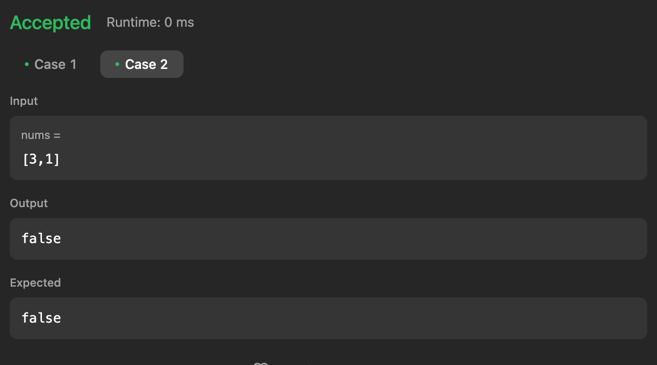 Accepted Runtime: 0 ms
• Case 1 • Case 2
Input
nums =
[3,1]
Output
false
Expected
false